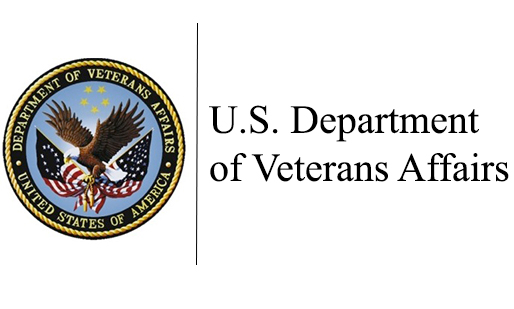 DEPARTMENT OF VETERANS AFFAIRS
UNITED STATES OF AMERICA
U.S. Department
of Veterans Affairs